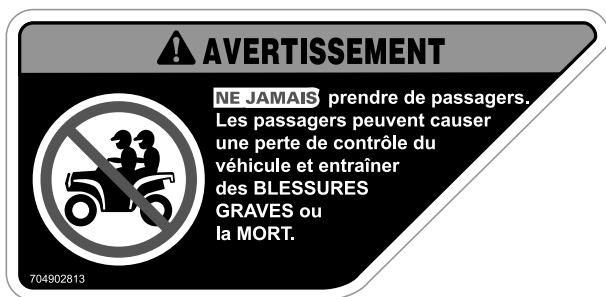 AVERTISSEMENT
NE JAMAIS prendre de passagers.
Les passagers peuvent causer
une perte de contrôle du
véhicule et entraîner
des BLESSURES
GRAVES ou
la MORT.
704902813